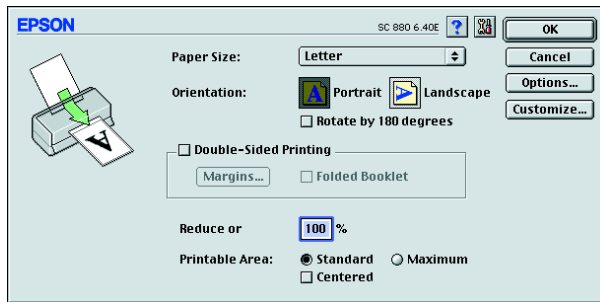 EPSON
SC 880 6.40E
?
OK
Paper Size:
Letter
Cancel
Orientation:
A
Portrait
A
Landscape
Options...
Rotate by 180 degrees
Customize...
A
Double-Sided Printing
Margins...
Folded Booklet
Reduce or
100 %
Printable Area:
Standard
Maximum
Centered